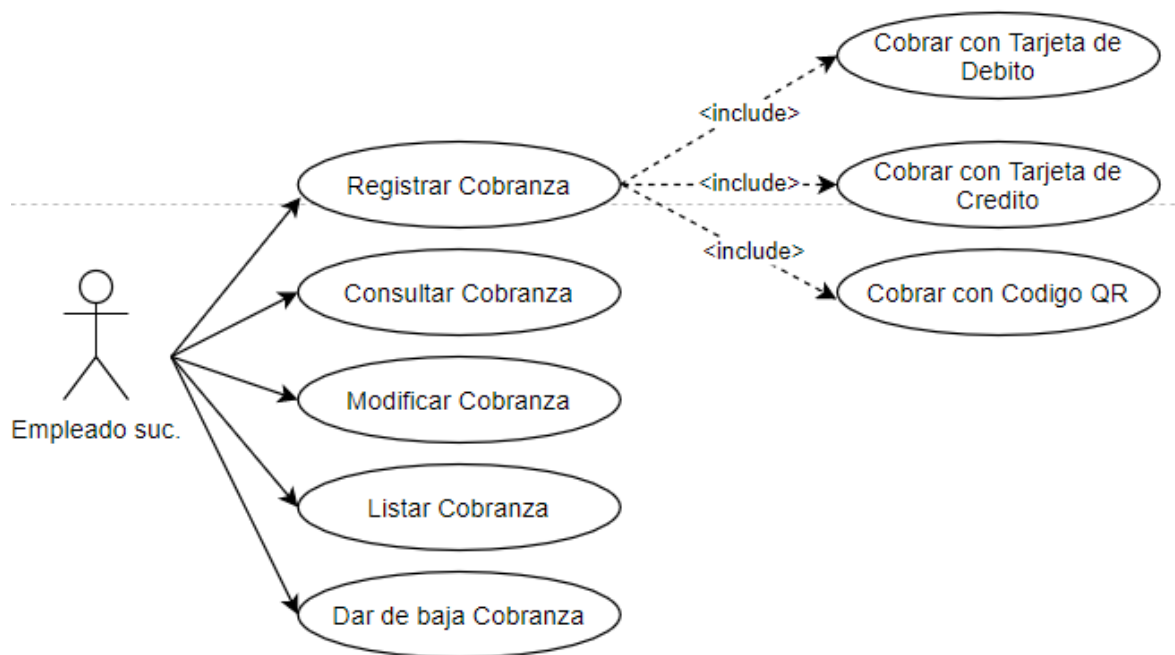 Cobrar con Tarjeta de
Debito
<include>
Registrar Cobranza
<include>
Cobrar con Tarjeta de
Credito
<include>
Consultar Cobranza
Cobrar con Codigo QR
Modificar Cobranza
Empleado suc.
Listar Cobranza
Dar de baja Cobranza